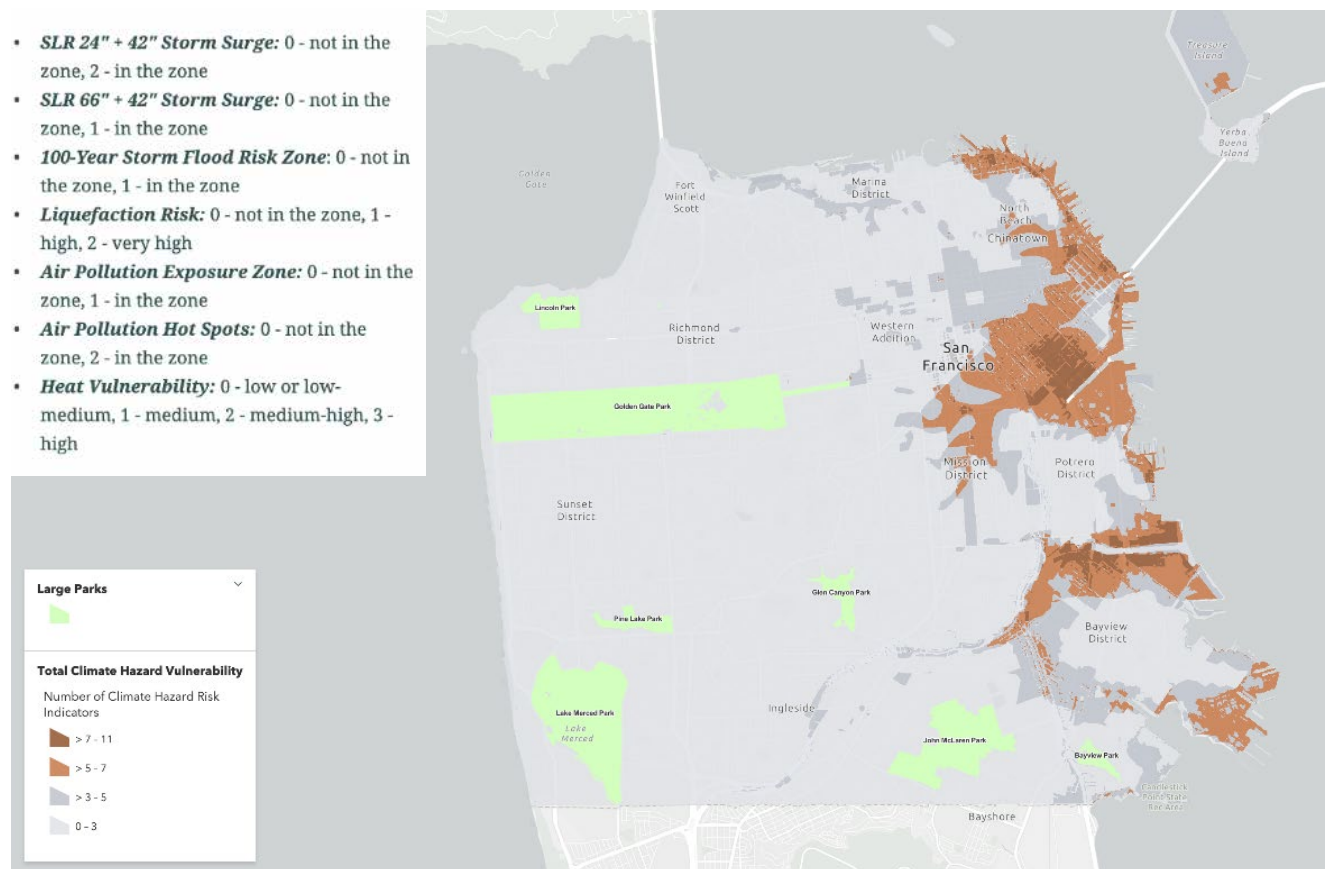 • SLR 24" + 42" Storm Surge: 0 - not in the
zone, 2 - in the zone
• SLR 66" + 42" Storm Surge: 0 - not in the
zone, 1 - in the zone
• 100-Year Storm Flood Risk Zone: 0 - not in
the zone, 1 - in the zone
• Liquefaction Risk: 0 - not in the zone, 1 -
high, 2 - very high
• Air Pollution Exposure Zone: 0 - not in the
zone, 1 - in the zone
• Air Pollution Hot Spots: 0 - not in the
zone, 2 - in the zone
• Heat Vulnerability: 0 - low or low-
medium, 1 - medium, 2 - medium-high, 3 -
high
Treasure
Island
Yerba
Buena
Island
Golden
Gate
Fort
Winfield
Scott
Marina
District
North
Beach
Chinatown
Lincoln Park
Richmond
District
Western
Addition
San
Francisco
Golden Gate Park
Mission
District
Potrero
District
Sunset
District
Glen Canyon Park
Pine Lake Park
Bayview
District
Lake Merced Park
Lake
Merced
Ingleside
John McLaren Park
Bayview Park
Candlestick
Point State
Rec Area
Bayshore
Large Parks
Total Climate Hazard Vulnerability
Number of Climate Hazard Risk
Indicators
> 7 - 11
> 5 - 7
> 3 - 5
0 - 3